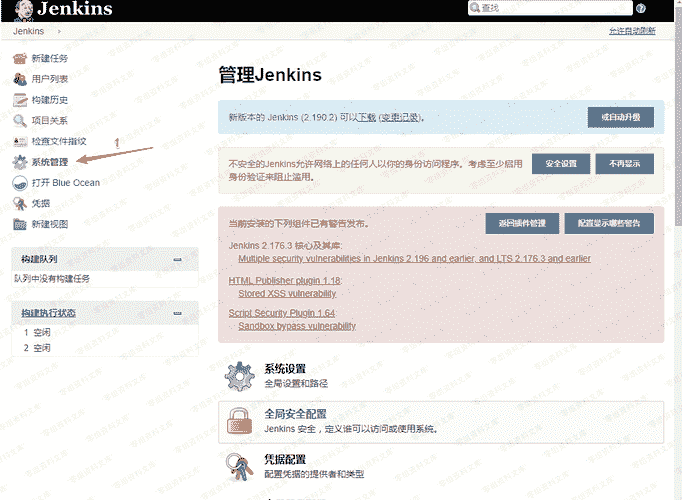 Jenkins
查找
Jenkins
允许自动刷新
新建任务
用户列表
构建历史
项目关系
检查文件指纹
系统管理
1
打开 Blue Ocean
凭据
新建视图
构建队列
队列中没有构建任务
构建执行状态
1 空闲
2 空闲
管理Jenkins
新版本的 Jenkins (2.190.2) 可以下载 (变更记录)。
或自动升级
不安全的Jenkins允许网络上的任何人以你的身份访问程序。考虑至少启用
身份验证来阻止滥用。
安全设置
不再显示
当前安装的下列组件已有警告发布。
返回插件管理
配置显示哪些警告
Jenkins 2.176.3 核心及其库:
Multiple security vulnerabilities in Jenkins 2.196 and earlier, and LTS 2.176.3 and earlier
HTML Publisher plugin 1.18:
Stored XSS vulnerability
Script Security Plugin 1.64:
Sandbox bypass vulnerability
系统设置
全局设置和路径
全局安全配置
Jenkins 安全，定义谁可以访问或使用系统。
凭据配置
配置凭据的提供者和类型